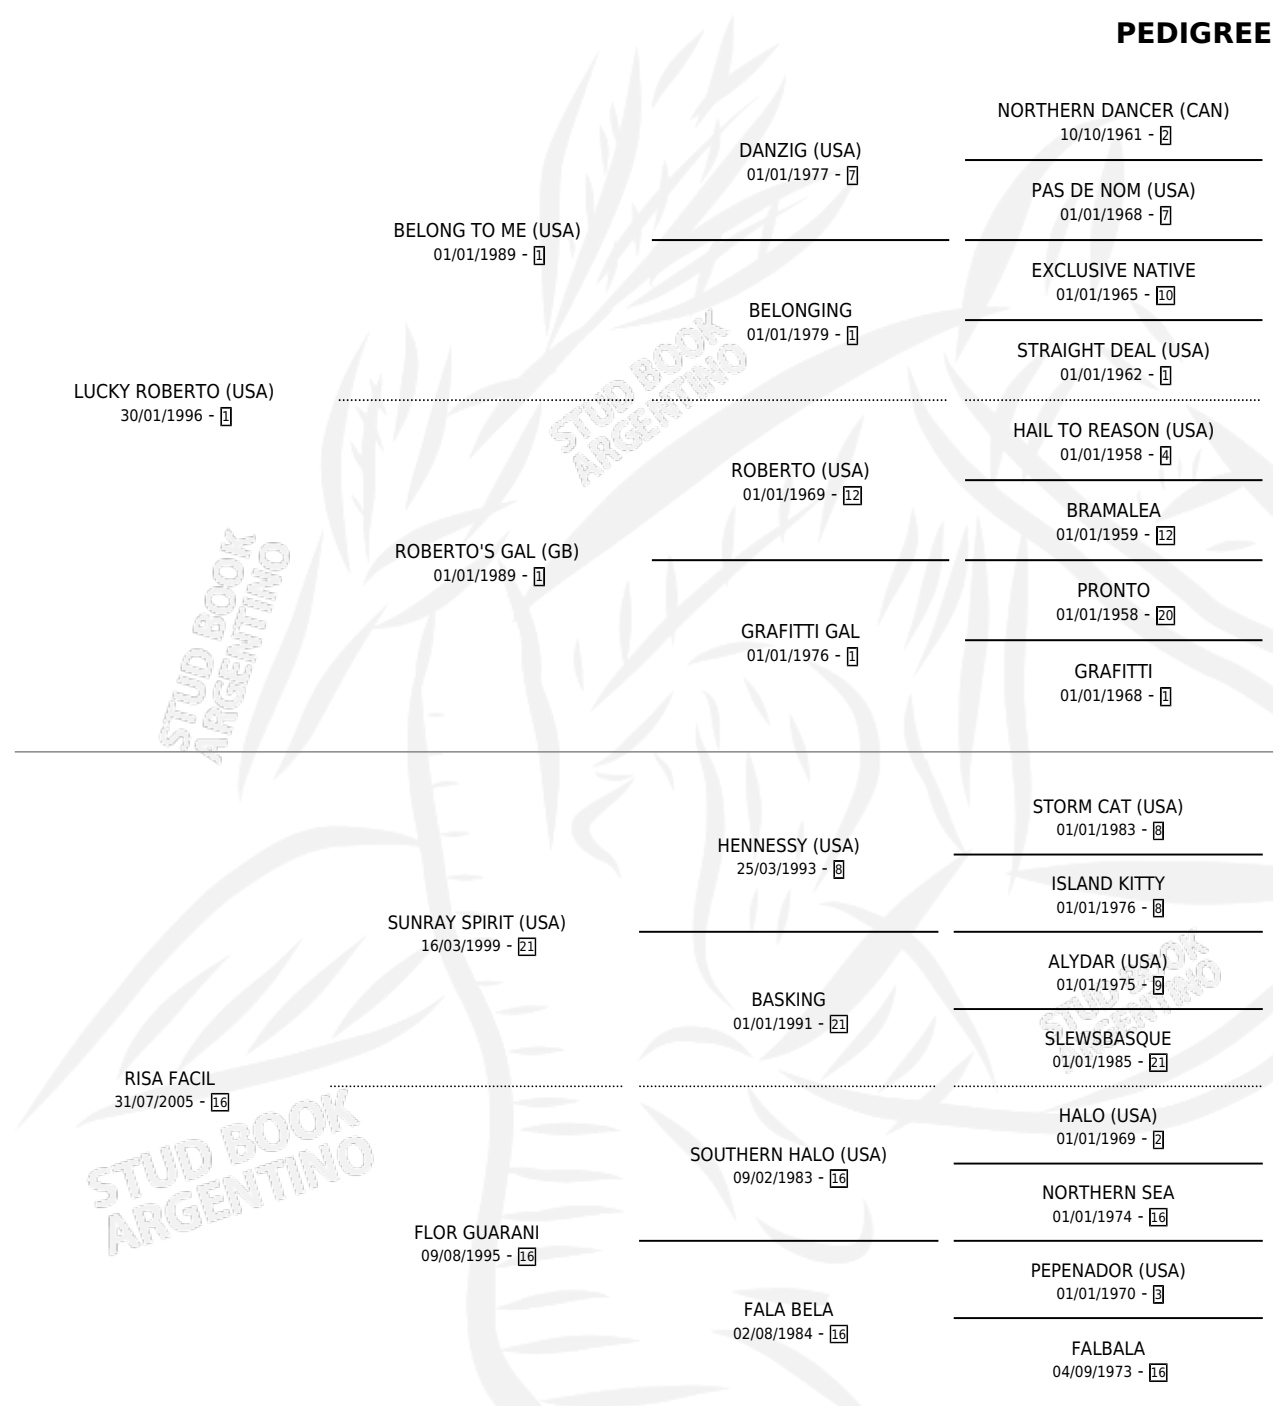 PEDIGREE
NORTHERN DANCER (CAN)
10/10/1961 - 2
DANZIG (USA)
01/01/1977 - 7
PAS DE NOM (USA)
01/01/1968 - 7
BELONG TO ME (USA)
01/01/1989 - 1
EXCLUSIVE NATIVE
01/01/1965 - 10
BELONGING
01/01/1979 - 1
STRAIGHT DEAL (USA)
01/01/1962 - 1
LUCKY ROBERTO (USA)
30/01/1996 - 1
HAIL TO REASON (USA)
01/01/1958 - 4
ROBERTO (USA)
01/01/1969 - 12
BRAMALEA
01/01/1959 - 12
ROBERTO'S GAL (GB)
01/01/1989 - 1
PRONTO
01/01/1958 - 20
GRAFITTI GAL
01/01/1976 - 1
GRAFITTI
01/01/1968 - 1
STORM CAT (USA)
01/01/1983 - 8
HENNESSY (USA)
25/03/1993 - 8
ISLAND KITTY
01/01/1976 - 8
SUNRAY SPIRIT (USA)
16/03/1999 - 21
ALYDAR (USA)
01/01/1975 - 9
BASKING
01/01/1991 - 21
SLEWSBASQUE
01/01/1985 - 21
RISA FACIL
31/07/2005 - 16
HALO (USA)
01/01/1969 - 2
SOUTHERN HALO (USA)
09/02/1983 - 16
NORTHERN SEA
01/01/1974 - 16
FLOR GUARANI
09/08/1995 - 16
PEPENADOR (USA)
01/01/1970 - 3
FALA BELA
02/08/1984 - 16
FALBALA
04/09/1973 - 16
STUD BOOK
ARGENTINO
STUD BOOK
ARGENTINO
STUD BOOK
ARGENTINO
STUD BOOK
ARGENTINO